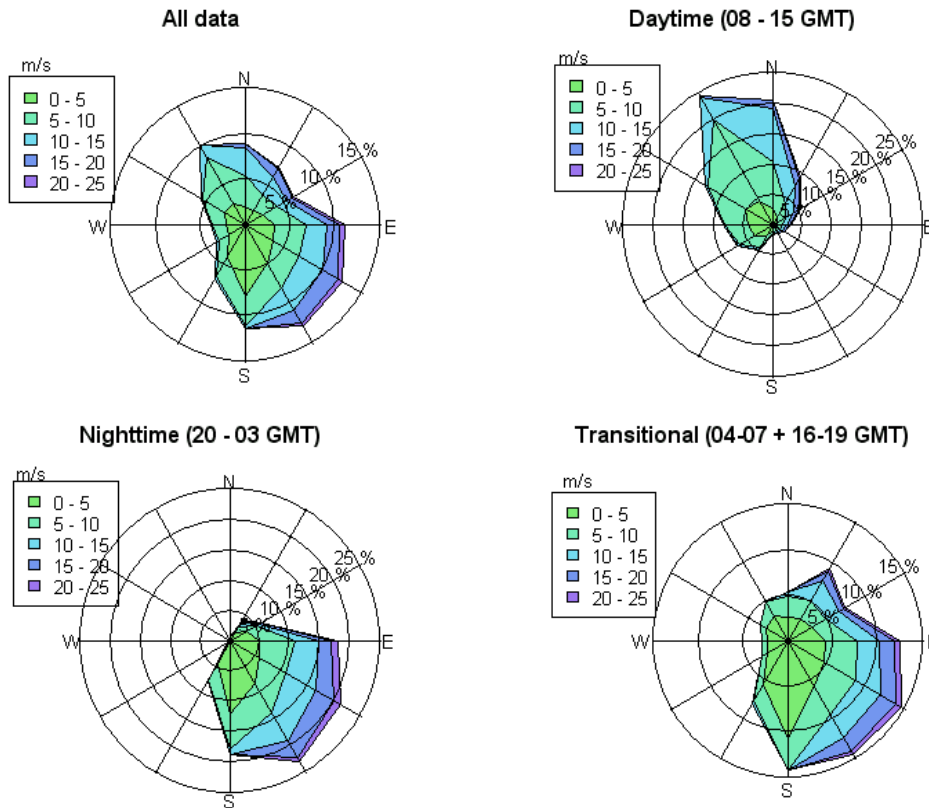 All data
m/s
0 - 5
5 - 10
10 - 15
15 - 20
20 - 25
N
15 %
10 %
5 %
W
E
S
Daytime (08 - 15 GMT)
m/s
0 - 5
5 - 10
10 - 15
15 - 20
20 - 25
N
25 %
20 %
15 %
10 %
5 %
W
E
S
Nighttime (20 - 03 GMT)
m/s
0 - 5
5 - 10
10 - 15
15 - 20
20 - 25
N
25 %
20 %
15 %
10 %
W
E
S
Transitional (04-07 + 16-19 GMT)
m/s
0 - 5
5 - 10
10 - 15
15 - 20
20 - 25
N
15 %
10 %
5 %
W
E
S